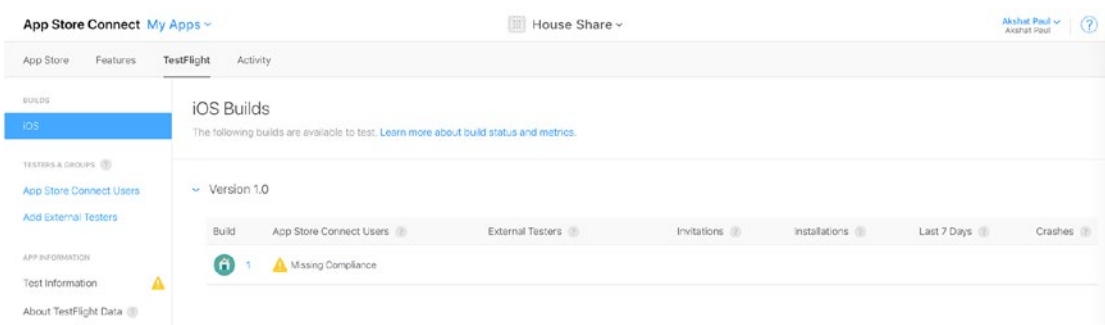 App Store Connect My Apps House Share Akshat Paul
Akshat Paul
?
App Store Features TestFlight Activity
BUILDS
iOS
iOS Builds
The following builds are available to test. Learn more about build status and metrics.
TESTERS & GROUPS ?
App Store Connect Users
Add External Testers
Version 1.0
Build App Store Connect Users ? External Testers ? Invitations ? Installations ? Last 7 Days ? Crashes ?
1 Missing Compliance
APP INFORMATION
Test Information
About TestFlight Data ?